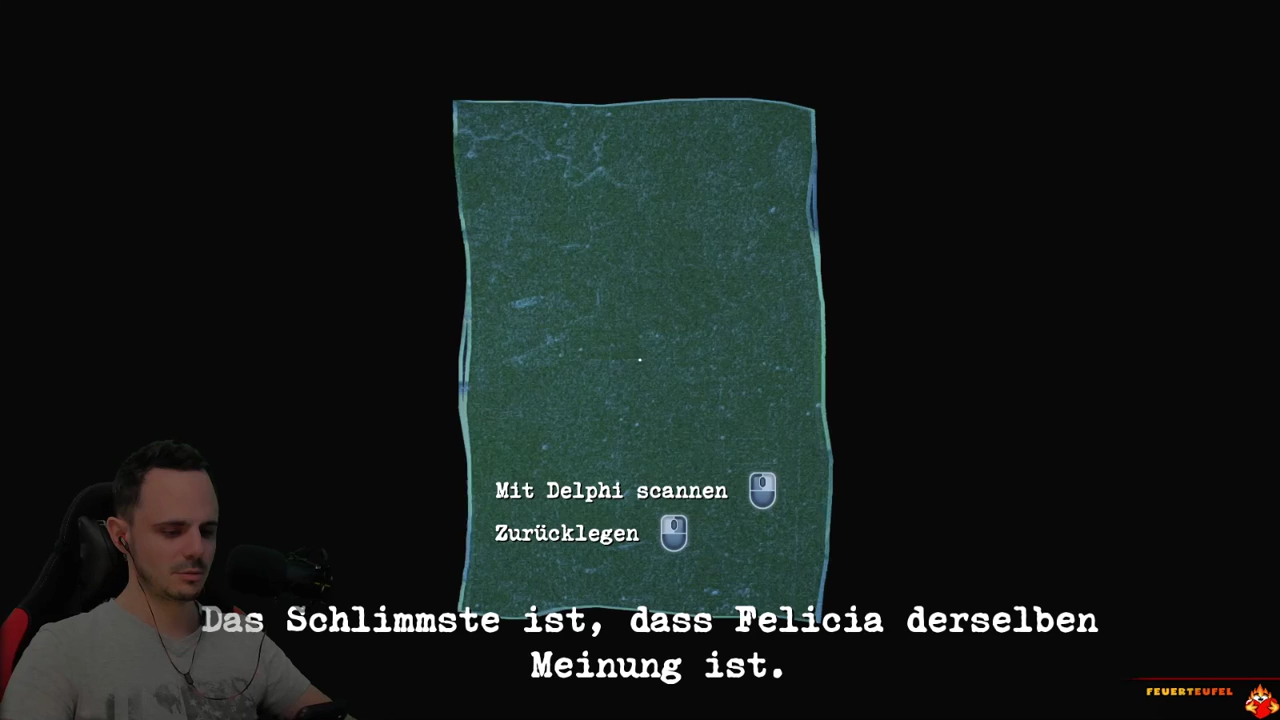 Mit Delphi scannen
Zurücklegen
Das Schlimmste ist, dass Felicia derselben
Meinung ist.
FEUERTEUFEL